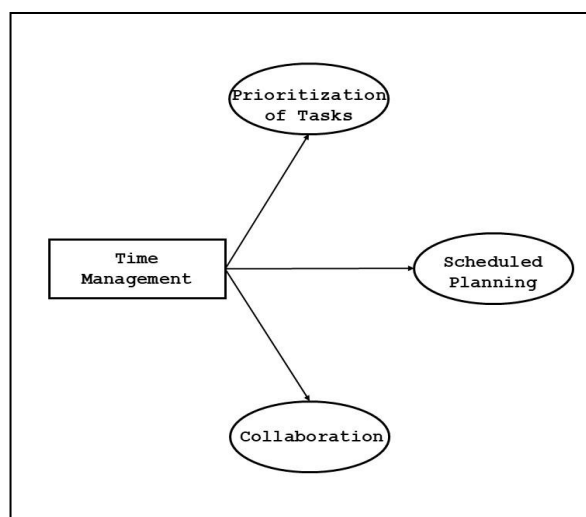 Prioritization
of Tasks
Time
Management
Scheduled
Planning
Collaboration